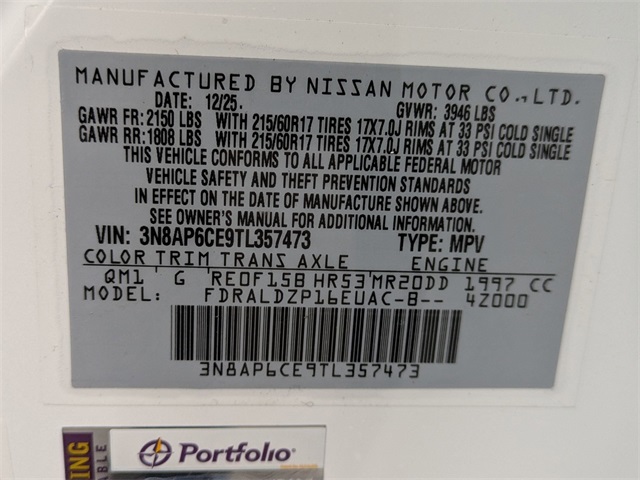 MANUFACTURED BY NISSAN MOTOR CO.,LTD.
DATE: 12/25. GVWR: 3946 LBS
GAWR FR: 2150 LBS WITH 215/60R17 TIRES 17X7.0J RIMS AT 33 PSI COLD SINGLE
GAWR RR: 1808 LBS WITH 215/60R17 TIRES 17X7.0J RIMS AT 33 PSI COLD SINGLE
THIS VEHICLE CONFORMS TO ALL APPLICABLE FEDERAL MOTOR
VEHICLE SAFETY AND THEFT PREVENTION STANDARDS
IN EFFECT ON THE DATE OF MANUFACTURE SHOWN ABOVE.
SEE OWNER'S MANUAL FOR ADDITIONAL INFORMATION.
VIN: 3N8AP6CE9TL357473 TYPE: MPV
COLOR TRIM TRANS AXLE ENGINE
QM1 G RE0F15B HR53 MR20DD 1997 CC
MODEL: FDRALDZP16EUAC-B-- 4Z000
3N8AP6CE9TL357473
Portfolio